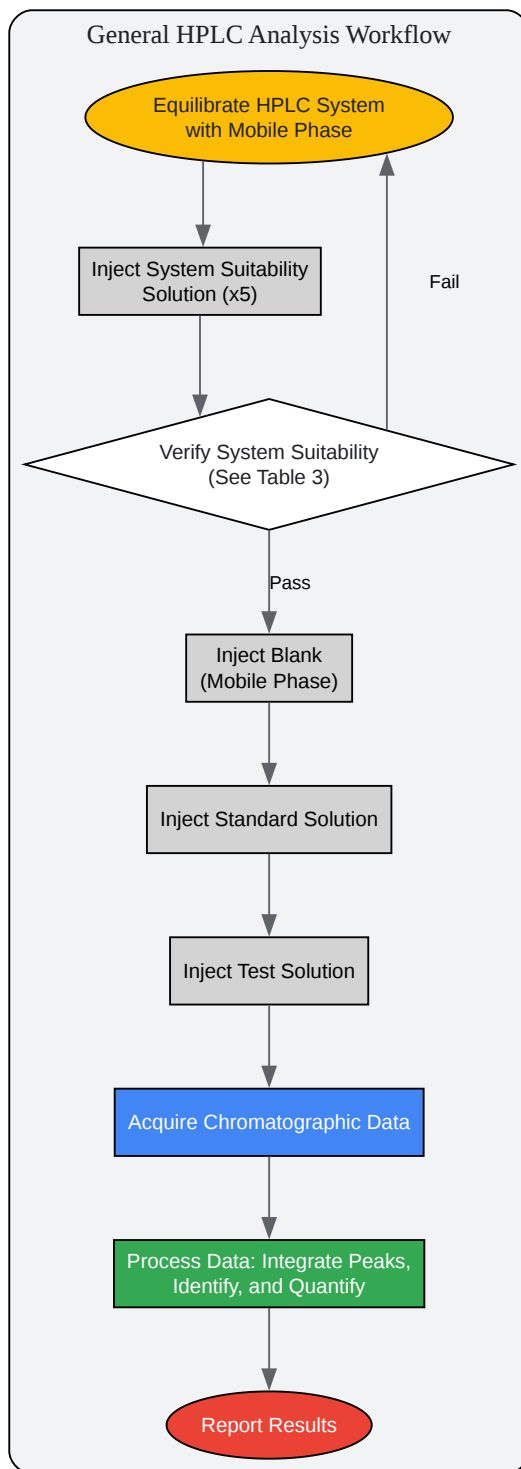 General HPLC Analysis Workflow
Equilibrate HPLC System
with Mobile Phase
Inject System Suitability
Solution (x5)
Fail
Verify System Suitability
(See Table 3)
Pass
Inject Blank
(Mobile Phase)
Inject Standard Solution
Inject Test Solution
Acquire Chromatographic Data
Process Data: Integrate Peaks,
Identify, and Quantify
Report Results